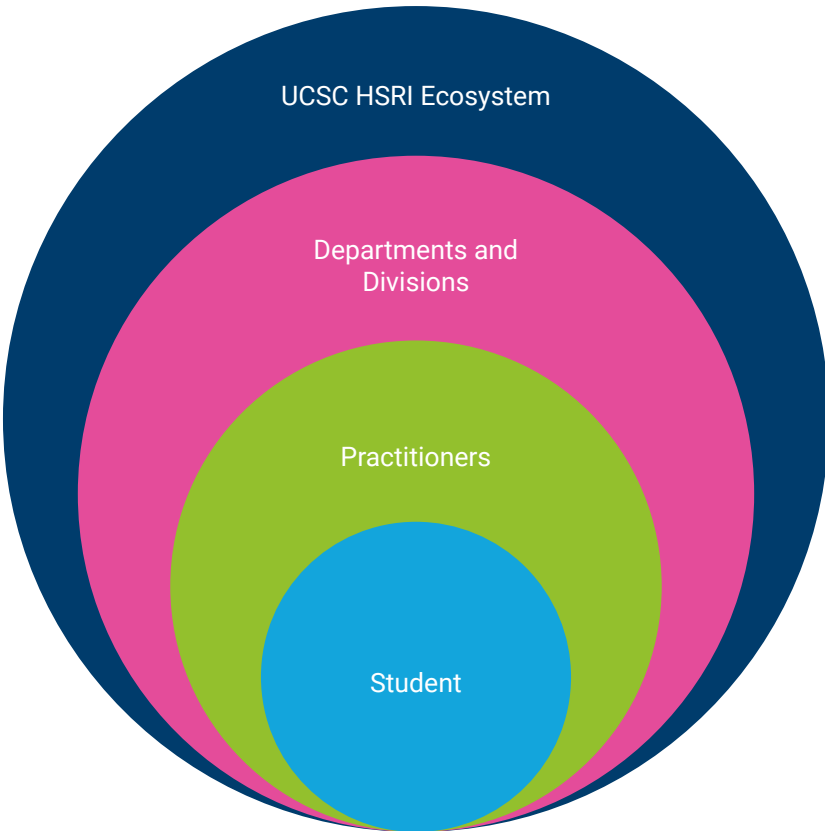 UCSC HSRI Ecosystem
Departments and
Divisions
Practitioners
Student